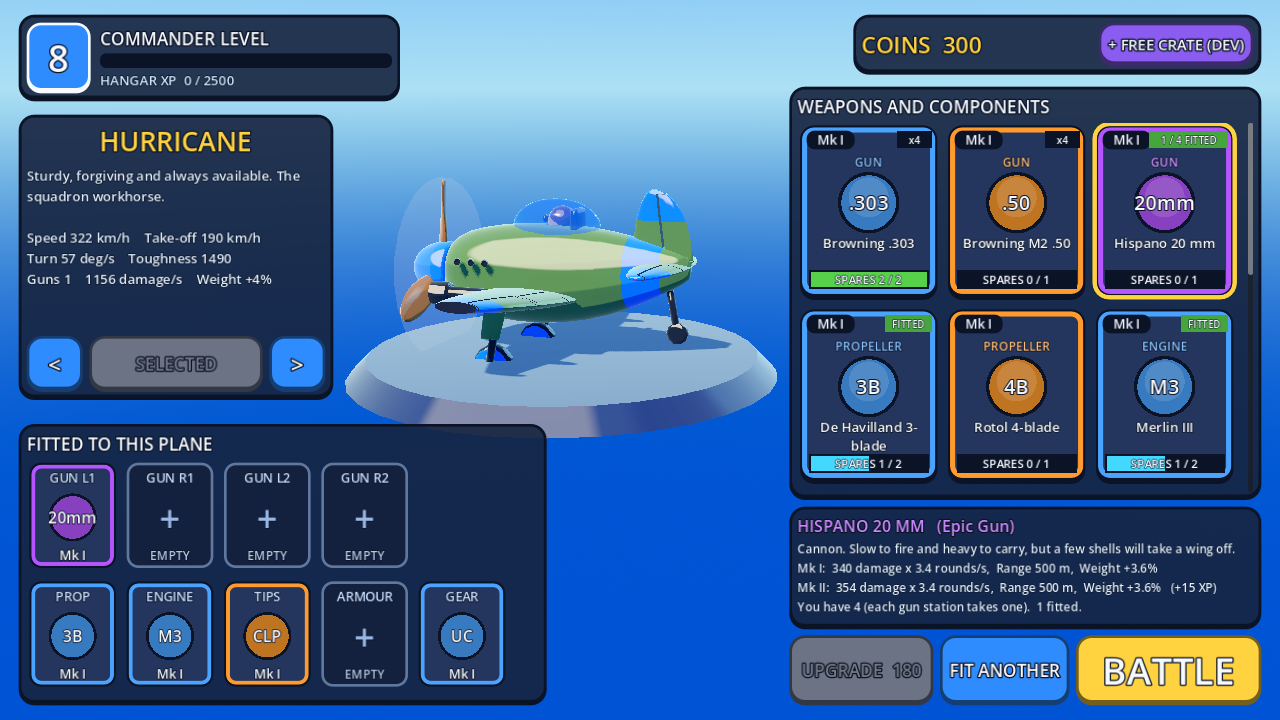 8
COMMANDER LEVEL
HANGAR XP 0 / 2500
COINS 300
+ FREE CRATE (DEV)
HURRICANE
Sturdy, forgiving and always available. The
squadron workhorse.
Speed 322 km/h Take-off 190 km/h
Turn 57 deg/s Toughness 1490
Guns 1 1156 damage/s Weight +4%
<
SELECTED
>
WEAPONS AND COMPONENTS
Mk I x4
GUN
.303
Browning .303
SPARES 2 / 2
Mk I x4
GUN
.50
Browning M2 .50
SPARES 0 / 1
Mk I 1 / 4 FITTED
GUN
20mm
Hispano 20 mm
SPARES 0 / 1
Mk I FITTED
PROPELLER
3B
De Havilland 3-
blade
SPARES 1 / 2
Mk I
PROPELLER
4B
Rotol 4-blade
SPARES 0 / 1
Mk I FITTED
ENGINE
M3
Merlin III
SPARES 1 / 2
FITTED TO THIS PLANE
GUN L1
20mm
Mk I
GUN R1
+
EMPTY
GUN L2
+
EMPTY
GUN R2
+
EMPTY
PROP
3B
Mk I
ENGINE
M3
Mk I
TIPS
CLP
Mk I
ARMOUR
+
EMPTY
GEAR
UC
Mk I
HISPANO 20 MM (Epic Gun)
Cannon. Slow to fire and heavy to carry, but a few shells will take a wing off.
Mk I: 340 damage x 3.4 rounds/s, Range 500 m, Weight +3.6%
Mk II: 354 damage x 3.4 rounds/s, Range 500 m, Weight +3.6% (+15 XP)
You have 4 (each gun station takes one). 1 fitted.
UPGRADE 180
FIT ANOTHER
BATTLE